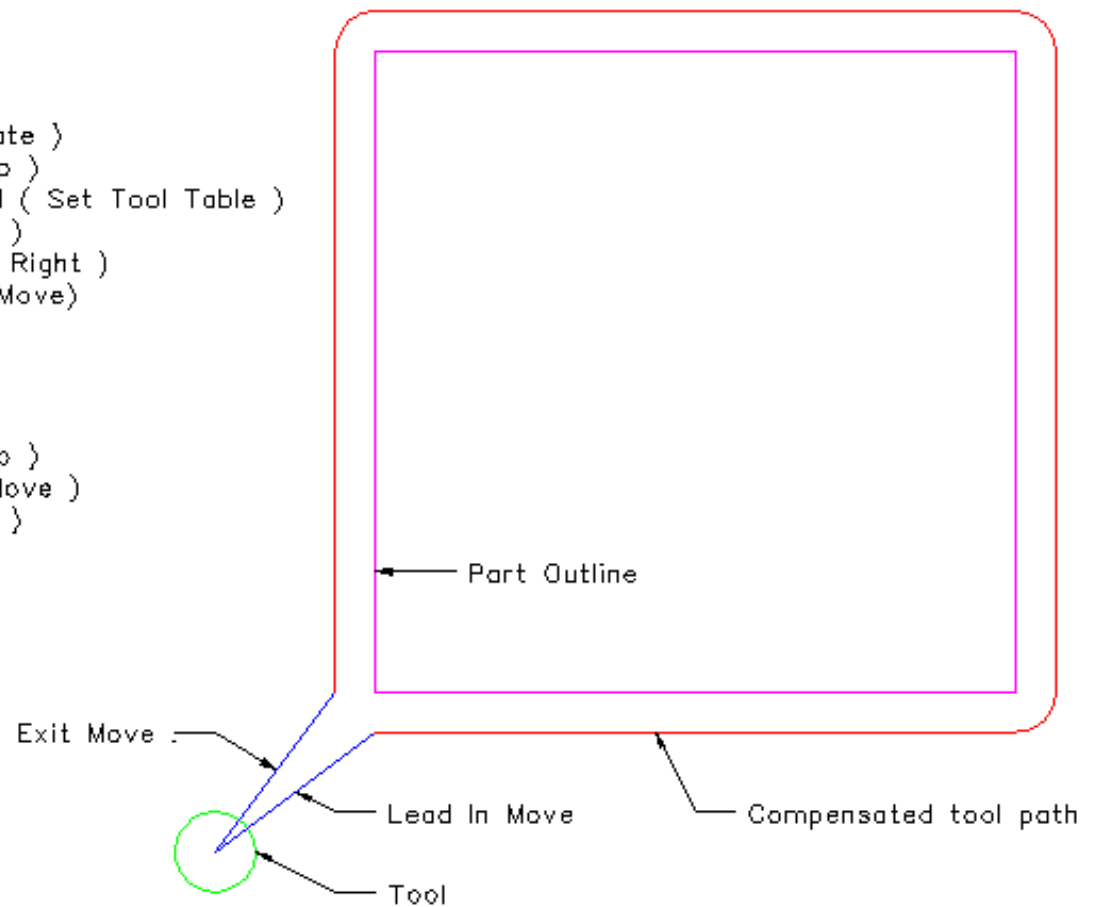 ate )
p )
( Set Tool Table )
)
Right )
Move)
p )
Move )
)
Part Outline
Exit Move
Lead In Move
Compensated tool path
Tool